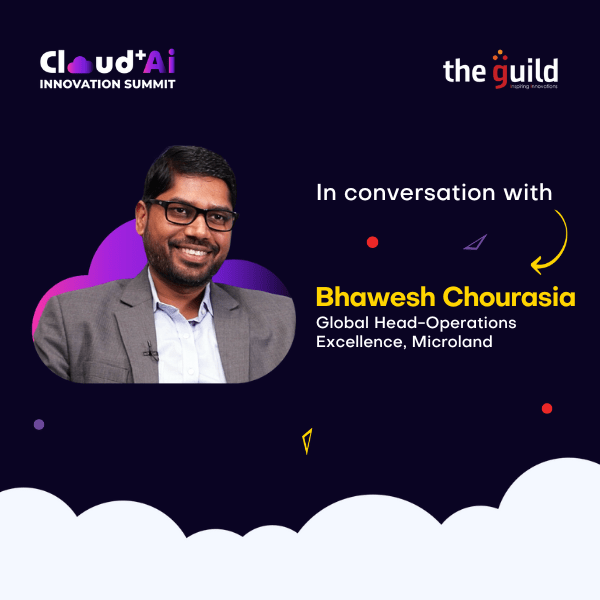 Cloud+Ai
INNOVATION SUMMIT
the guild
inspiring innovations
In conversation with
Bhawesh Chourasia
Global Head-Operations
Excellence, Microland